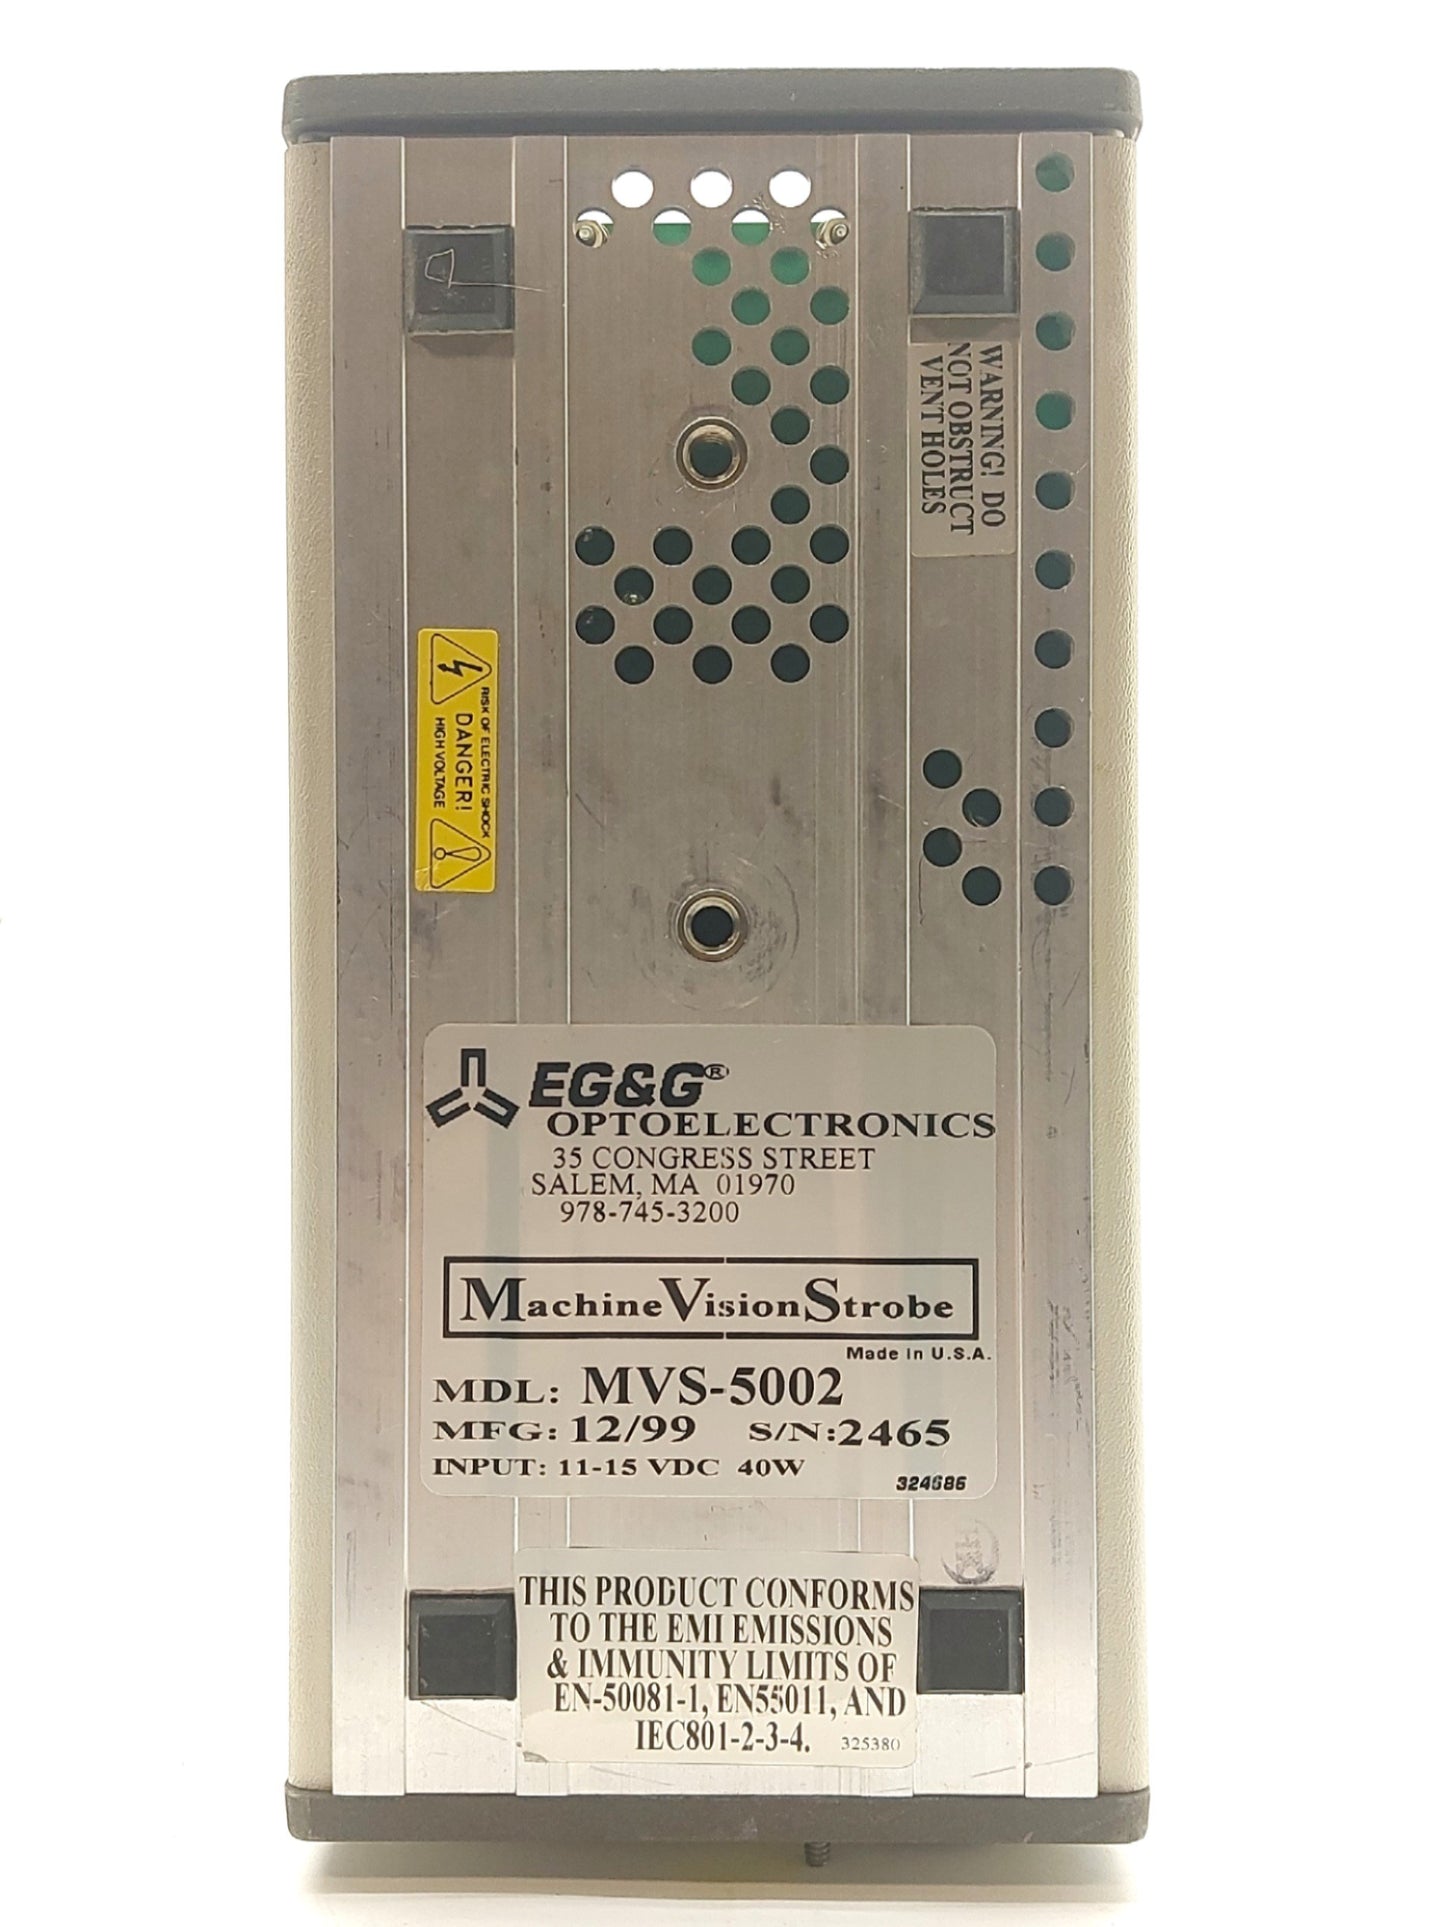 WARNING! DO
NOT OBSTRUCT
VENT HOLES
RISK OF ELECTRIC SHOCK
DANGER!
HIGH VOLTAGE
EG&G®
OPTOELECTRONICS
35 CONGRESS STREET
SALEM, MA 01970
978-745-3200
MachineVisionStrobe
Made in U.S.A.
MDL: MVS-5002
MFG: 12/99 S/N:2465
INPUT: 11-15 VDC 40W
324686
THIS PRODUCT CONFORMS
TO THE EMI EMISSIONS
& IMMUNITY LIMITS OF
EN-50081-1, EN55011, AND
IEC801-2-3-4. 325380